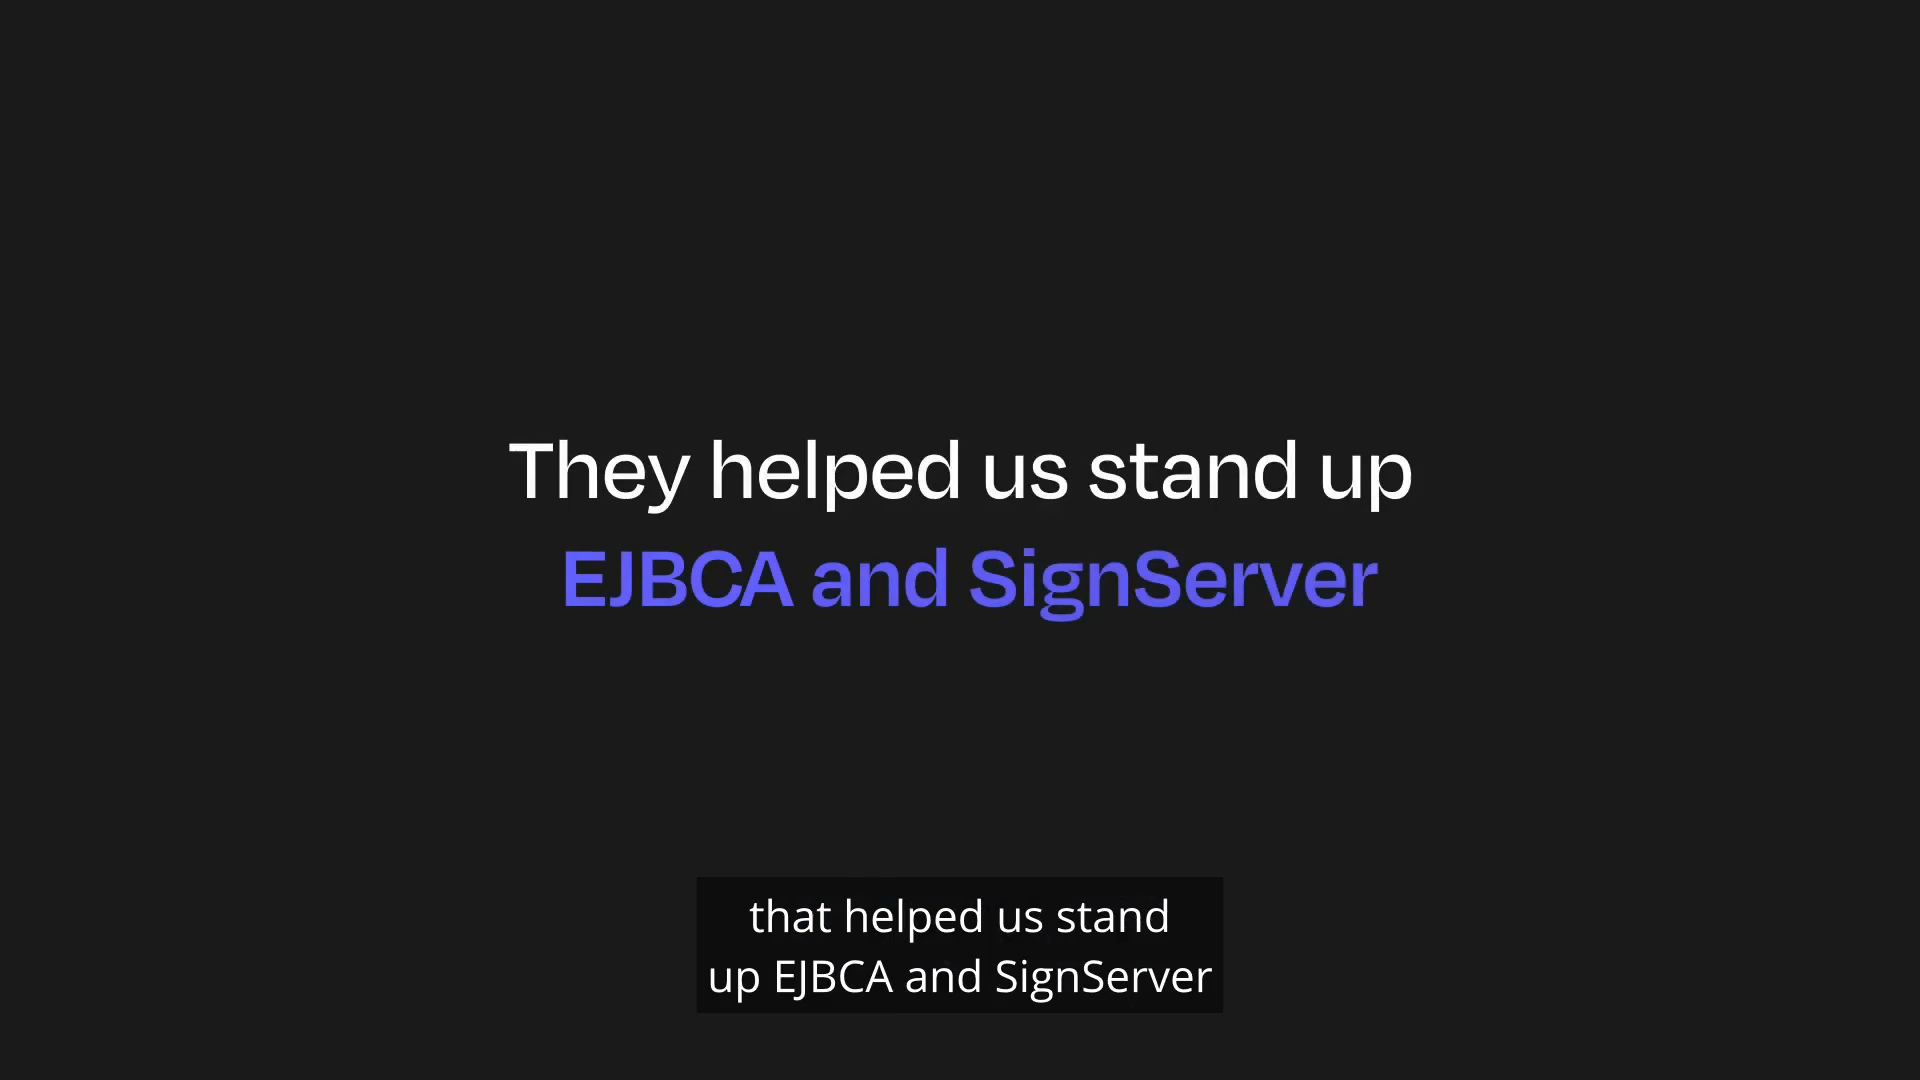 They helped us stand up
EJBCA and SignServer
that helped us stand
up EJBCA and SignServer